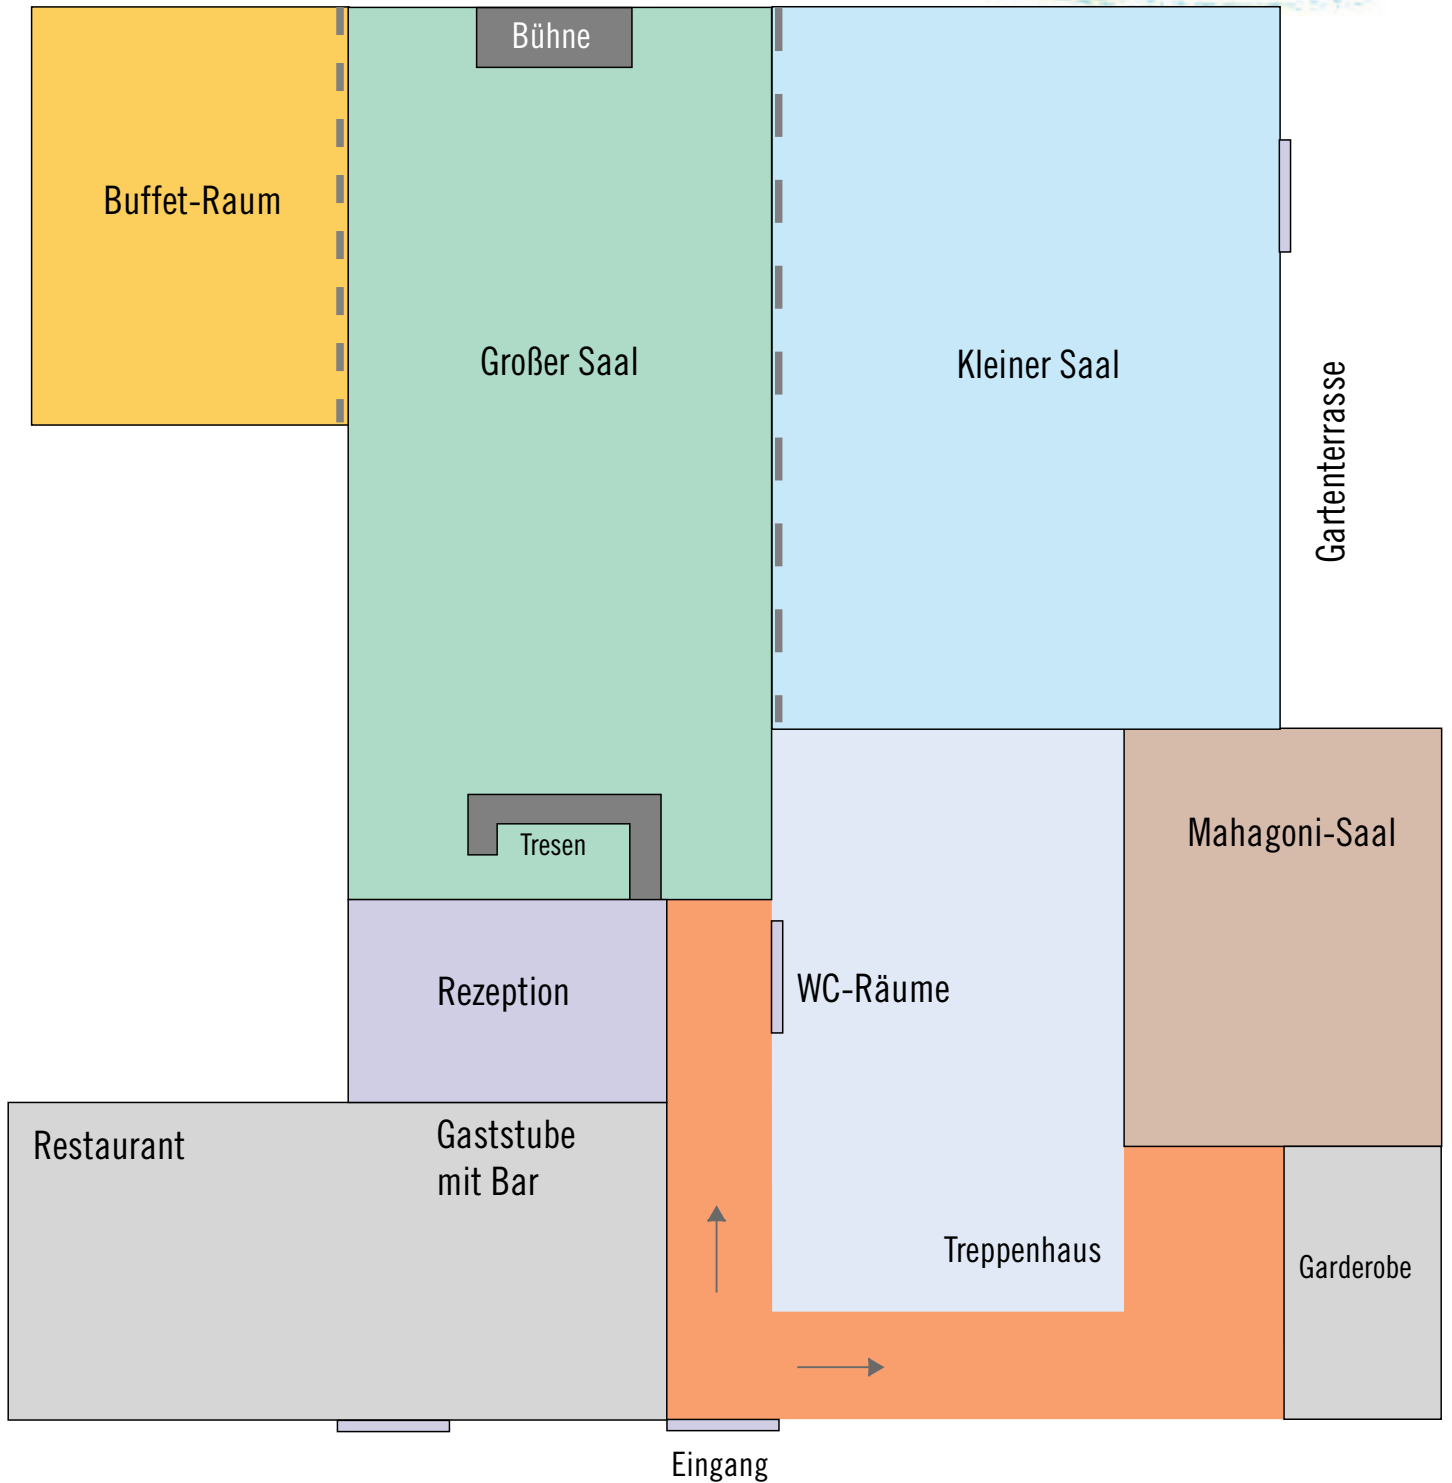 Bühne
Buffet-Raum
Großer Saal
Kleiner Saal
Gartenterrasse
Tresen
Mahagoni-Saal
Rezeption
WC-Räume
Restaurant
Gaststube
mit Bar
Treppenhaus
Garderobe
Eingang